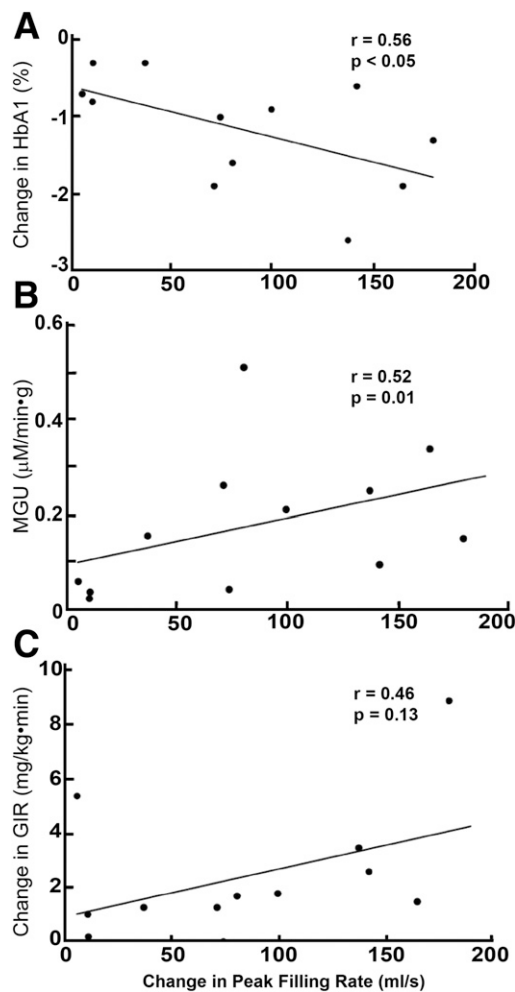 A
Change in HbA1 (%)
0
-1
-2
-3
r = 0.56
p < 0.05
50
100
150
200
B
MGU (μM/min•g)
0.6
0.4
0.2
0
r = 0.52
p = 0.01
50
100
150
200
C
Change in GIR (mg/kg•min)
10
8
6
4
2
0
r = 0.46
p = 0.13
0
50
100
150
200
Change in Peak Filling Rate (ml/s)